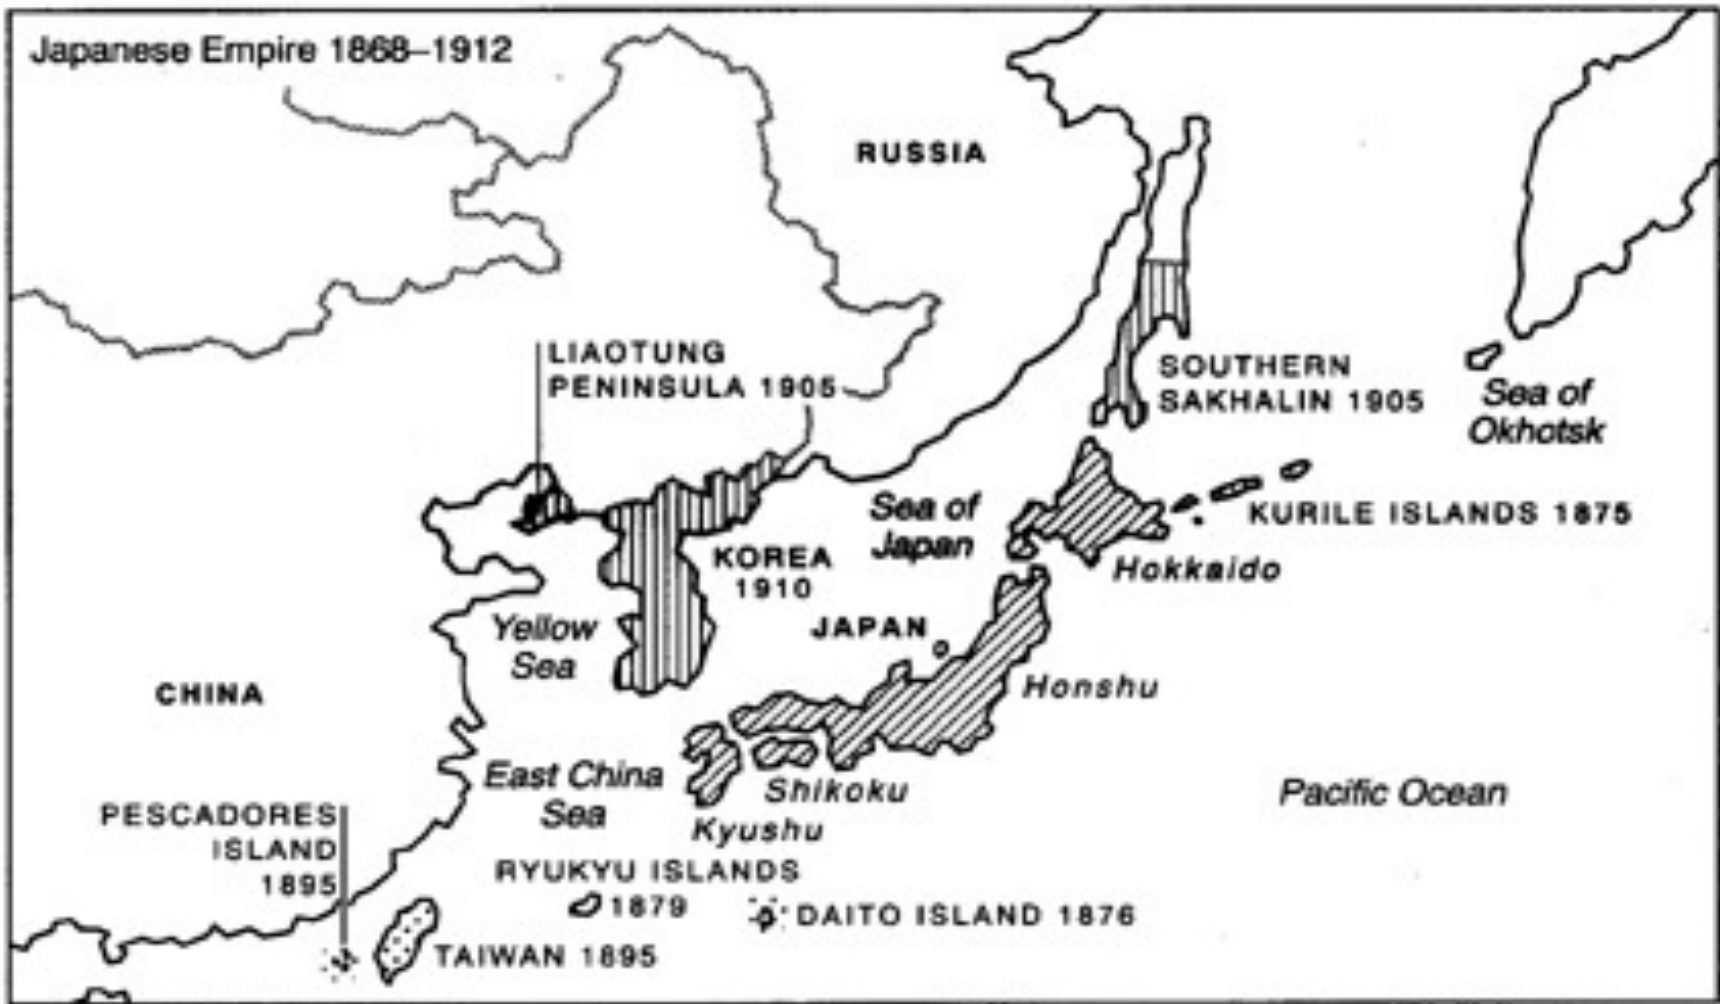 Japanese Empire 1868–1912
RUSSIA
LIAOTUNG
PENINSULA 1905
SOUTHERN
SAKHALIN 1905
Sea of
Okhotsk
Sea of
Japan
KURILE ISLANDS 1875
KOREA
1910
Hokkaido
Yellow
Sea
JAPAN
CHINA
Honshu
East China
Sea
Shikoku
Pacific Ocean
PESCADORES
ISLAND
1895
Kyushu
RYUKYU ISLANDS
1879
DAITO ISLAND 1876
TAIWAN 1895